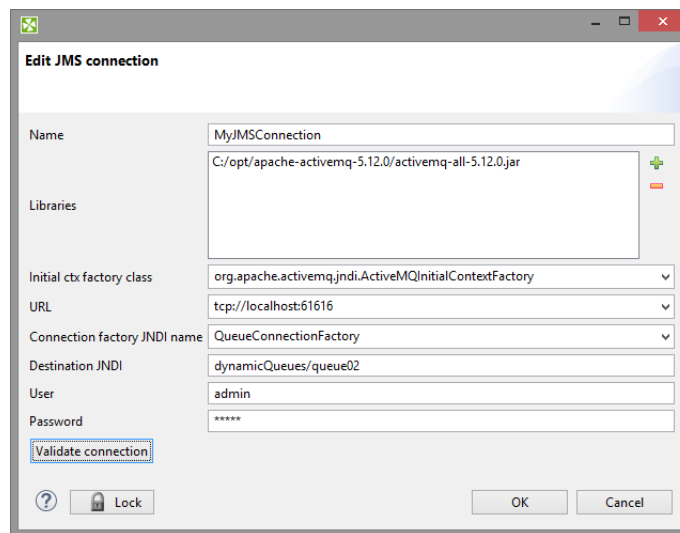 Edit JMS connection
Name MyJMSConnection
Libraries C:/opt/apache-activemq-5.12.0/activemq-all-5.12.0.jar
Initial ctx factory class org.apache.activemq.jndi.ActiveMQInitialContextFactory
URL tcp://localhost:61616
Connection factory JNDI name QueueConnectionFactory
Destination JNDI dynamicQueues/queue02
User admin
Password *****
Validate connection
? Lock OK Cancel